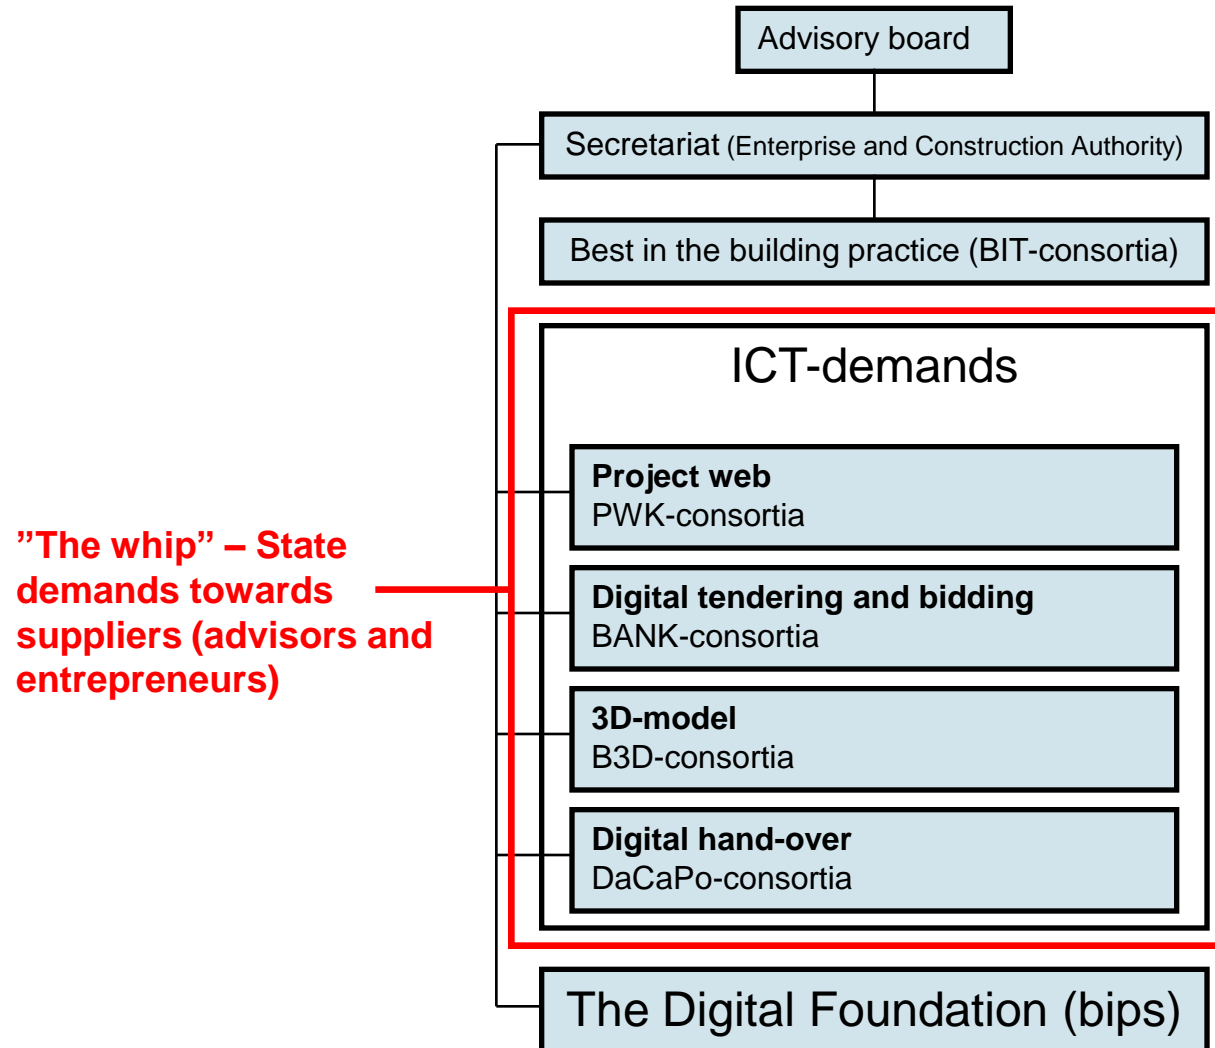 Advisory board
Secretariat (Enterprise and Construction Authority)
Best in the building practice (BIT-consortia)
ICT-demands
Project web
PWK-consortia
”The whip” – State
demands towards
suppliers (advisors and
entrepreneurs)
Digital tendering and bidding
BANK-consortia
3D-model
B3D-consortia
Digital hand-over
DaCaPo-consortia
The Digital Foundation (bips)